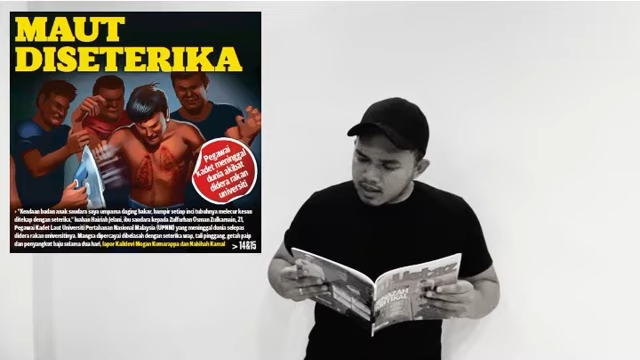 MAUT
DISETERIKA
Pegawai
kadet meninggal
dunia akibat
didera rakan
universiti
"Keadaan badan anak saudara saya umpama daging bakar, hampir setiap inci tubuhnya melecur kesan
ditekap dengan seterika," luahan Hairiah Jelani, ibu saudara kepada Zulfarhan Osman Zulkarnain, 21,
Pegawai Kadet Laut Universiti Pertahanan Nasional Malaysia (UPNM) yang meninggal dunia selepas
didera rakan universitinya. Mangsa dipercayai dibelasah dengan seterika wap, tali pinggang, getah paip
dan penyangkut baju selama dua hari, lapor Kalidevi Mogan Kumarappa dan Nabihah Kamal
> 14&15
Ustaz